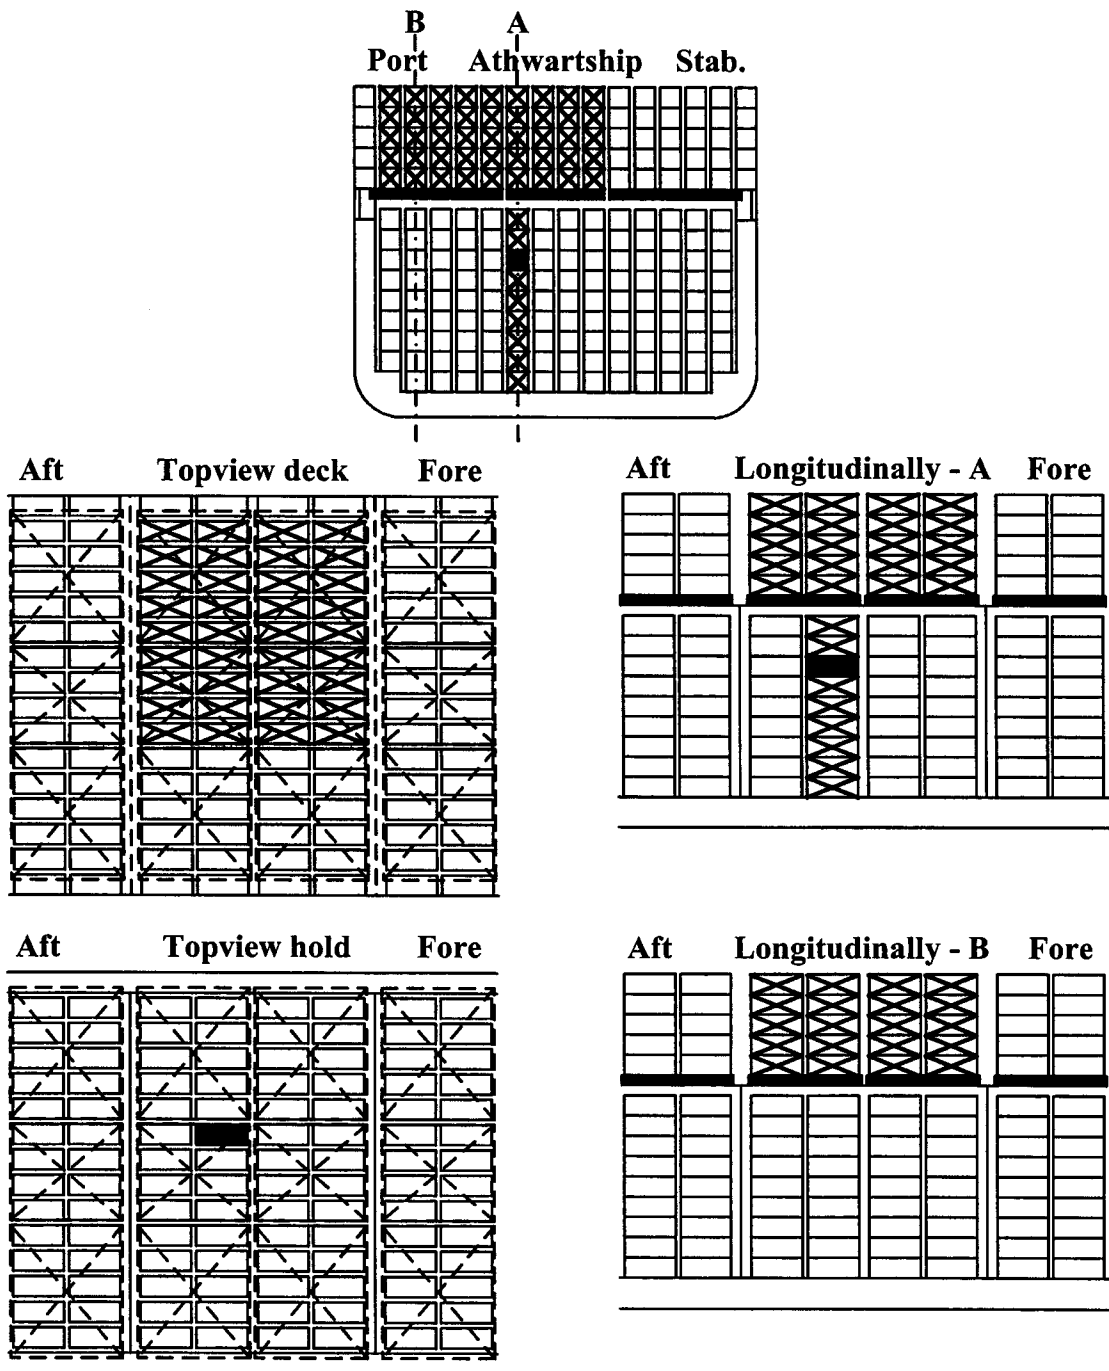 B A
Port Athwartship Stab.
Aft Topview deck Fore
Aft Longitudinally - A Fore
Aft Topview hold Fore
Aft Longitudinally - B Fore